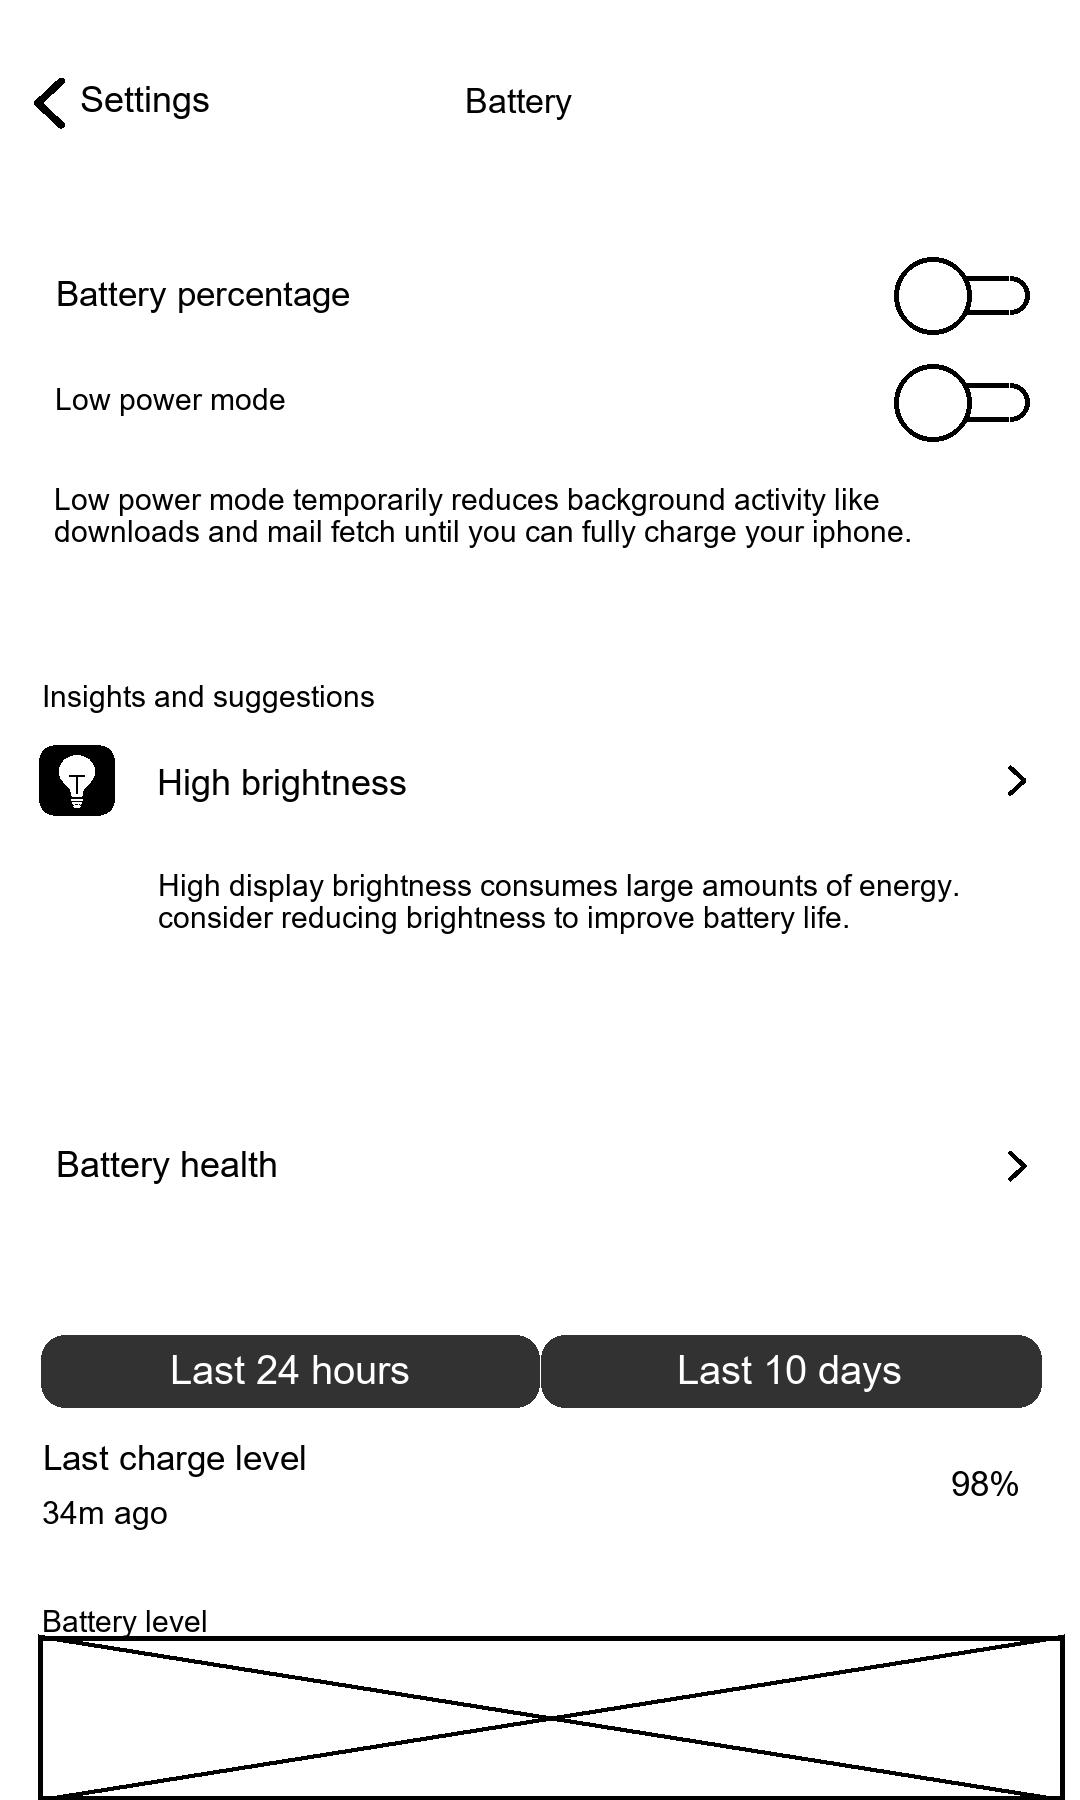 Settings
Battery
Battery percentage
Low power mode
Low power mode temporarily reduces background activity like
downloads and mail fetch until you can fully charge your iphone.
Insights and suggestions
High brightness
High display brightness consumes large amounts of energy.
consider reducing brightness to improve battery life.
Battery health
Last 24 hours
Last 10 days
Last charge level
98%
34m ago
Battery level